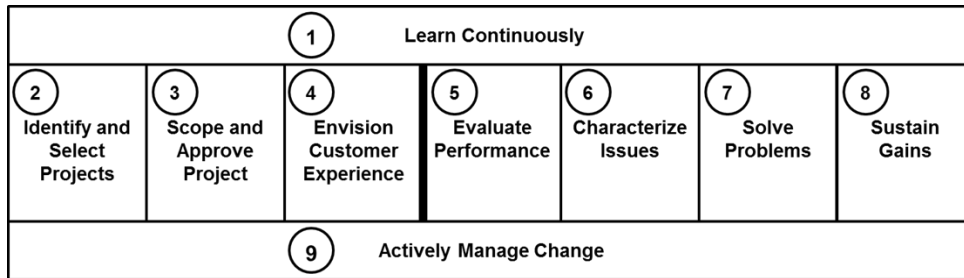 1 Learn Continuously
2
Identify and
Select
Projects
3
Scope and
Approve
Project
4
Envision
Customer
Experience
5
Evaluate
Performance
6
Characterize
Issues
7
Solve
Problems
8
Sustain
Gains
9 Actively Manage Change